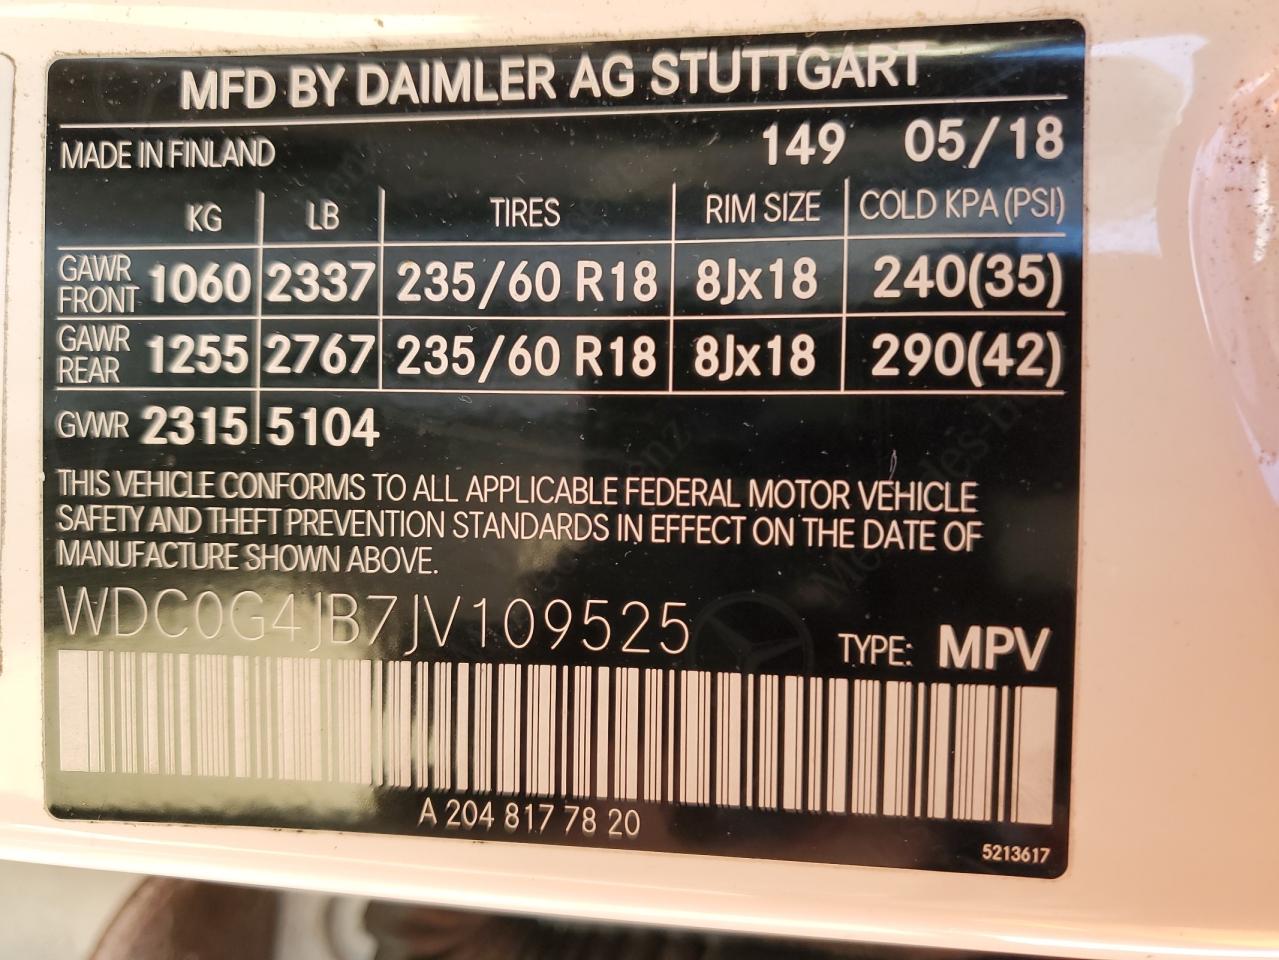 MFD BY DAIMLER AG STUTTGART
MADE IN FINLAND 149 05/18
KG LB TIRES RIM SIZE COLD KPA (PSI)
GAWR FRONT 1060 2337 235/60 R18 8Jx18 240(35)
GAWR REAR 1255 2767 235/60 R18 8Jx18 290(42)
GVWR 2315 5104
THIS VEHICLE CONFORMS TO ALL APPLICABLE FEDERAL MOTOR VEHICLE
SAFETY AND THEFT PREVENTION STANDARDS IN EFFECT ON THE DATE OF
MANUFACTURE SHOWN ABOVE.
WDC0G4JB7JV109525 TYPE: MPV
A 204 817 78 20
5213617